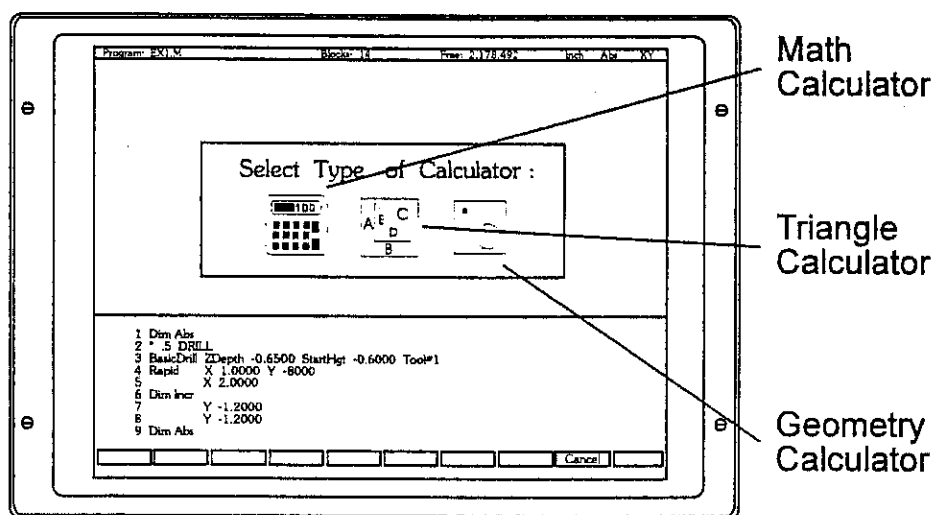 Program: EX1.M Blocks: 14 Free: 2,178,492 Inch Abs XY
Math
Calculator
Select Type of Calculator :
100
A E C
D
B
Triangle
Calculator
1 Dim Abs
2 * .5 DRILL
3 BasicDrill ZDepth -0.6500 StartHgt -0.6000 Tool#1
4 Rapid X 1.0000 Y -8000
5 X 2.0000
6 Dim Incr
7 Y -1.2000
8 Y -1.2000
9 Dim Abs
Geometry
Calculator
Cancel